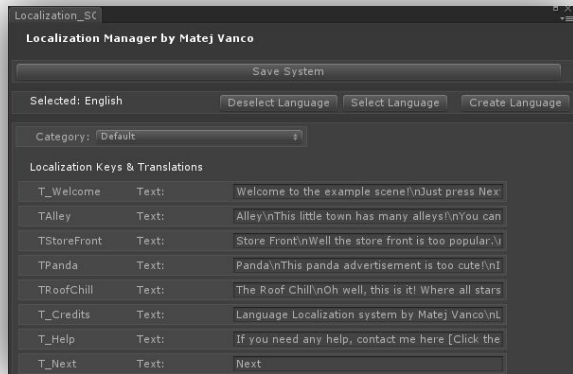 Localization_SO
Localization Manager by Matej Vanco
Save System
Selected: English Deselect Language Select Language Create Language
Category: Default
Localization Keys & Translations
T_Welcome Text: Welcome to the example scene!\nJust press Nex
TAlley Text: Alley\nThis little town has many alleys!\nYou can
TStoreFront Text: Store Front\nWell the store front is too popular.\
TPanda Text: Panda\nThis panda advertisement is too cute!\nI
TRoofChill Text: The Roof Chill\nOh well, this is it! Where all stars
T_Credits Text: Language Localization system by Matej Vanco\nL
T_Help Text: If you need any help, contact me here [Click the
T_Next Text: Next